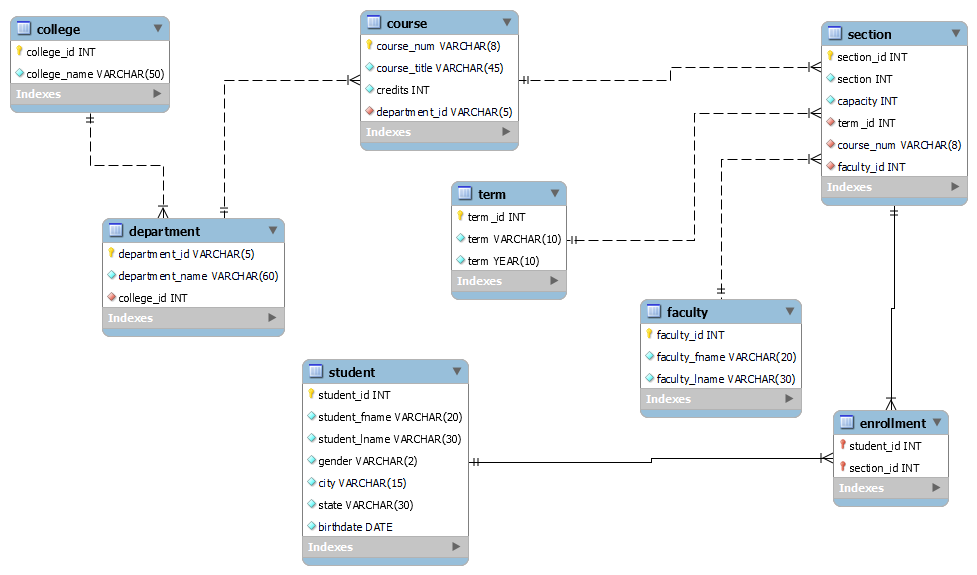 college
college_id INT
college_name VARCHAR(50)
Indexes
course
course_num VARCHAR(8)
course_title VARCHAR(45)
credits INT
department_id VARCHAR(5)
Indexes
section
section_id INT
section INT
capacity INT
term_id INT
course_num VARCHAR(8)
faculty_id INT
Indexes
department
department_id VARCHAR(5)
department_name VARCHAR(60)
college_id INT
Indexes
term
term _id INT
term VARCHAR(10)
term YEAR(10)
Indexes
faculty
faculty_id INT
faculty_fname VARCHAR(20)
faculty_lname VARCHAR(30)
Indexes
student
student_id INT
student_fname VARCHAR(20)
student_lname VARCHAR(30)
gender VARCHAR(2)
city VARCHAR(15)
state VARCHAR(30)
birthdate DATE
Indexes
enrollment
student_id INT
section_id INT
Indexes